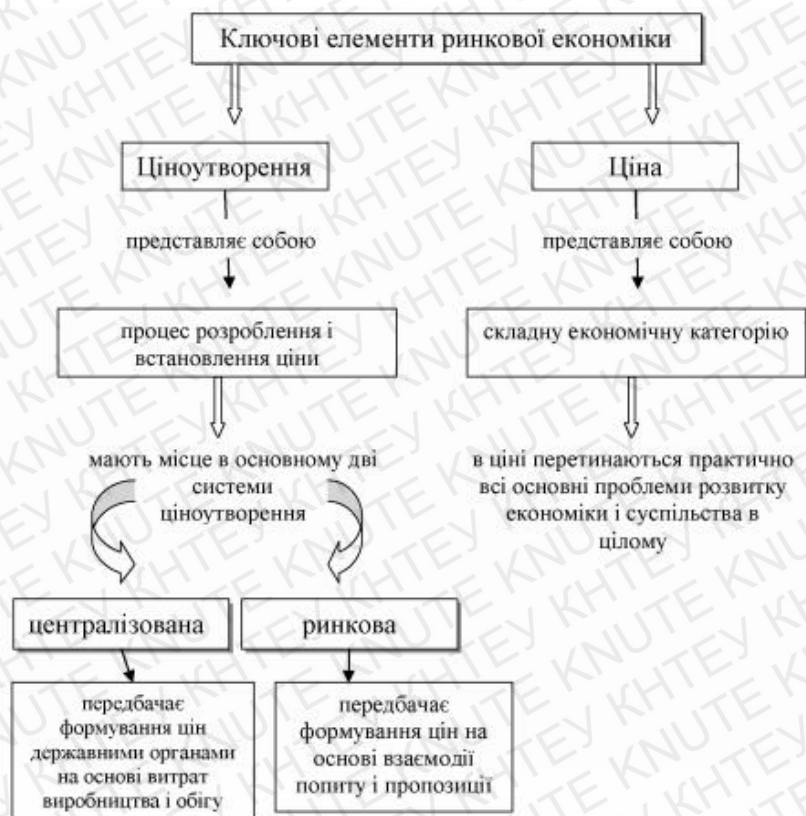 Ключові елементи ринкової економіки
Ціноутворення
Ціна
представляє собою
представляє собою
процес розроблення і
встановлення ціни
складну економічну категорію
мають місце в основному дві
системи
ціноутворення
в ціні перетинаються практично
всі основні проблеми розвитку
економіки і суспільства в
цілому
централізована
ринкова
передбачає
формування цін
державними органами
на основі витрат
виробництва і обігу
передбачає
формування цін на
основі взаємодії
попиту і пропозиції
KNUTE КНТЕУ